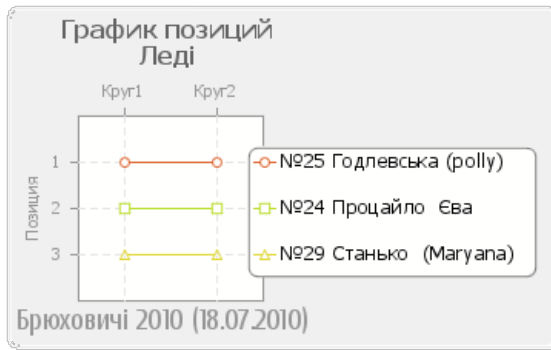 График позиций
Леді
Круг1 Круг2
Позиция
1
2
3
№25 Годлевська (polly)
№24 Процайло Єва
№29 Станько (Maryana)
Брюховичі 2010 (18.07.2010)